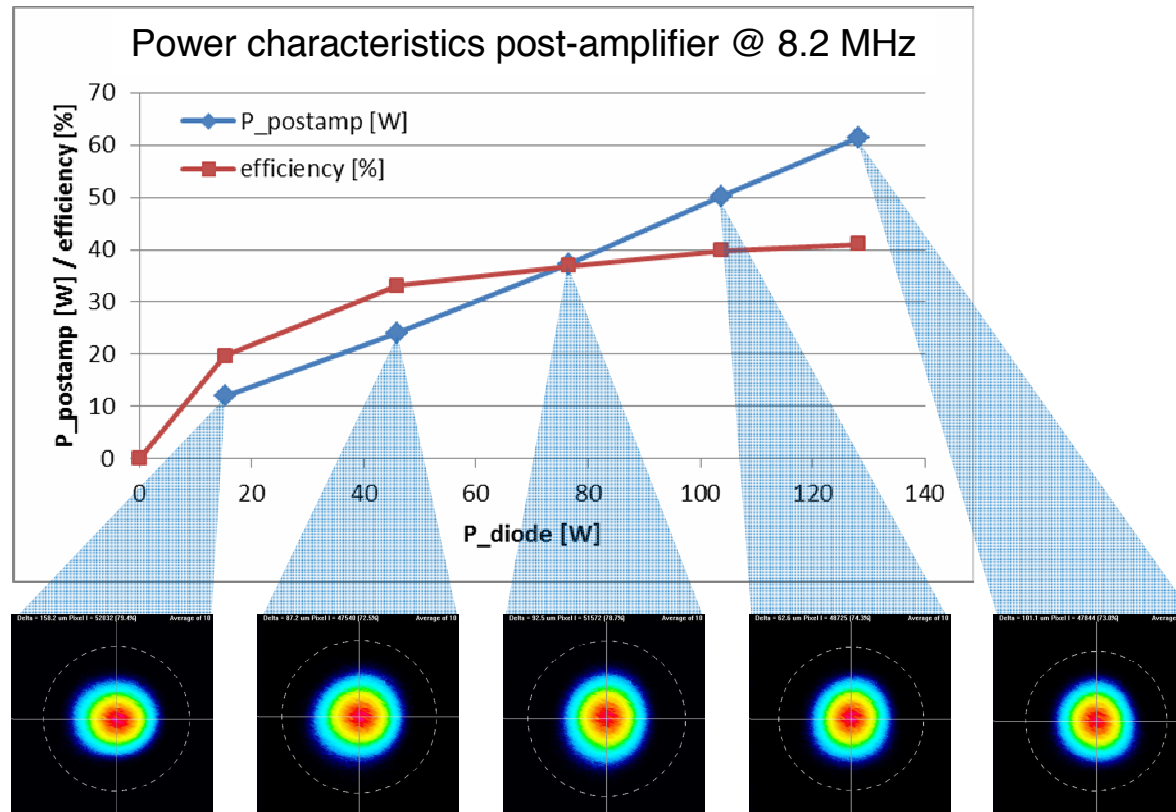 Power characteristics post-amplifier @ 8.2 MHz
P_postamp [W] / efficiency [%]
70
60
50
40
30
20
10
0
P_postamp [W]
efficiency [%]
0 20 40 60 80 100 120 140
P_diode [W]
Delta = 158.2 um Pixel I = 52032 (79.4%) Average of 10
Delta = 87.2 um Pixel I = 47540 (72.5%) Average of 10
Delta = 92.5 um Pixel I = 51572 (78.7%) Average of 10
Delta = 62.6 um Pixel I = 48725 (74.3%) Average of 10
Delta = 101.1 um Pixel I = 47844 (73.0%) Average of 10